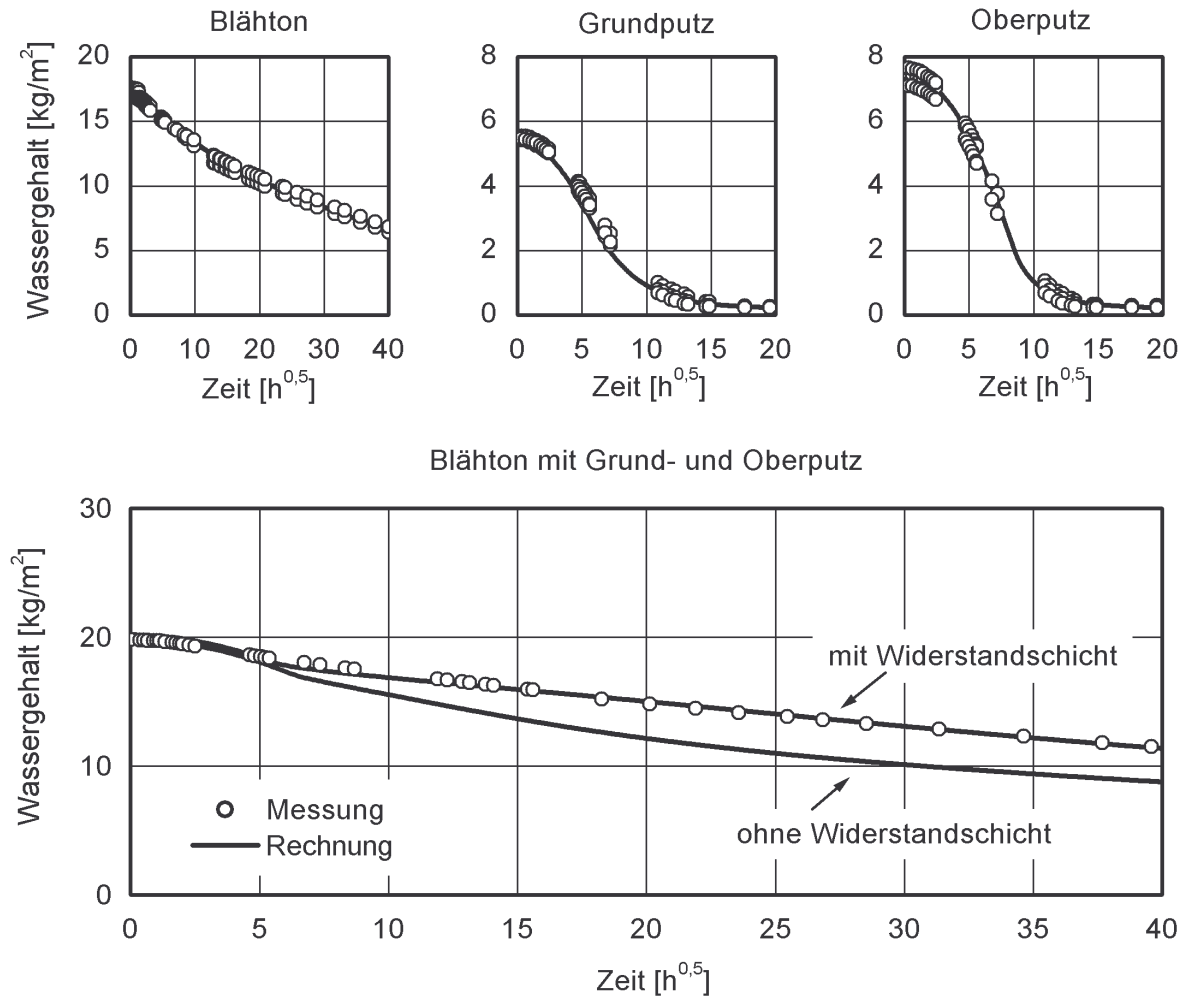 Blähton
Grundputz
Oberputz
Wassergehalt [kg/m²]
20
15
10
5
0
0 10 20 30 40
Zeit [h⁰,⁵]
8
6
4
2
0
0 5 10 15 20
Zeit [h⁰,⁵]
8
6
4
2
0
0 5 10 15 20
Zeit [h⁰,⁵]
Blähton mit Grund- und Oberputz
Wassergehalt [kg/m²]
30
20
10
0
mit Widerstandschicht
ohne Widerstandschicht
Messung
Rechnung
0 5 10 15 20 25 30 35 40
Zeit [h⁰,⁵]